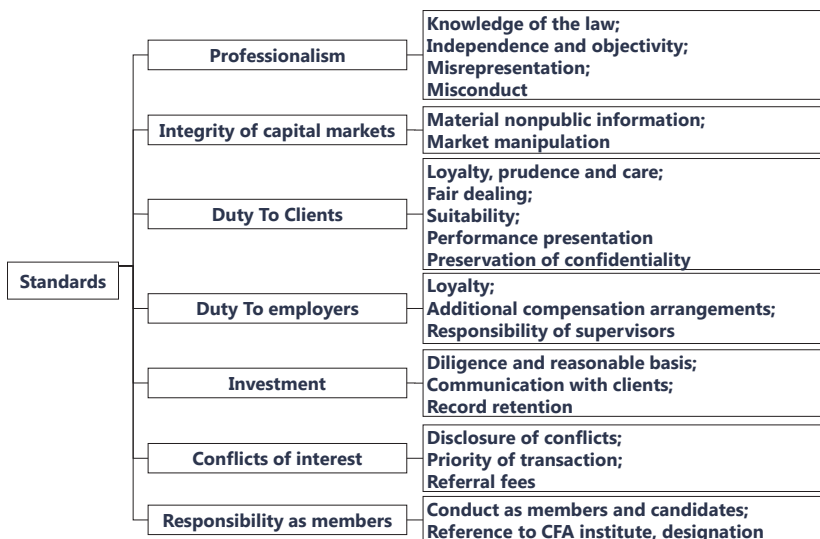 Standards
Professionalism
Knowledge of the law;
Independence and objectivity;
Misrepresentation;
Misconduct
Integrity of capital markets
Material nonpublic information;
Market manipulation
Duty To Clients
Loyalty, prudence and care;
Fair dealing;
Suitability;
Performance presentation
Preservation of confidentiality
Duty To employers
Loyalty;
Additional compensation arrangements;
Responsibility of supervisors
Investment
Diligence and reasonable basis;
Communication with clients;
Record retention
Conflicts of interest
Disclosure of conflicts;
Priority of transaction;
Referral fees
Responsibility as members
Conduct as members and candidates;
Reference to CFA institute, designation